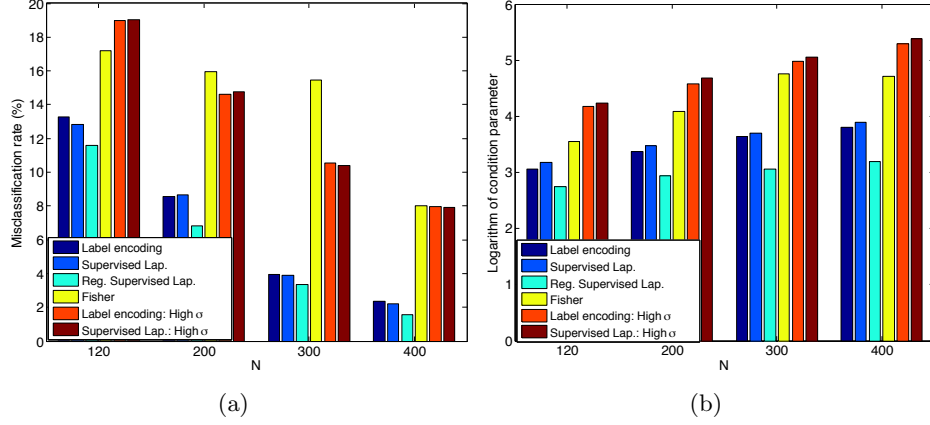 20
18
16
14
12
10
8
6
4
2
0
Misclassification rate (%)
Label encoding
Supervised Lap.
Reg. Supervised Lap.
Fisher
Label encoding: High σ
Supervised Lap.: High σ
120 200 300 400
N
(a)
6
5
4
3
2
1
0
Logarithm of condition parameter
Label encoding
Supervised Lap.
Reg. Supervised Lap.
Fisher
Label encoding: High σ
Supervised Lap.: High σ
120 200 300 400
N
(b)